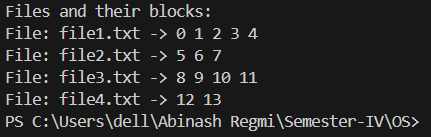 Files and their blocks:
File: file1.txt -> 0 1 2 3 4
File: file2.txt -> 5 6 7
File: file3.txt -> 8 9 10 11
File: file4.txt -> 12 13
PS C:\Users\dell\Abinash Regmi\Semester-IV\OS>